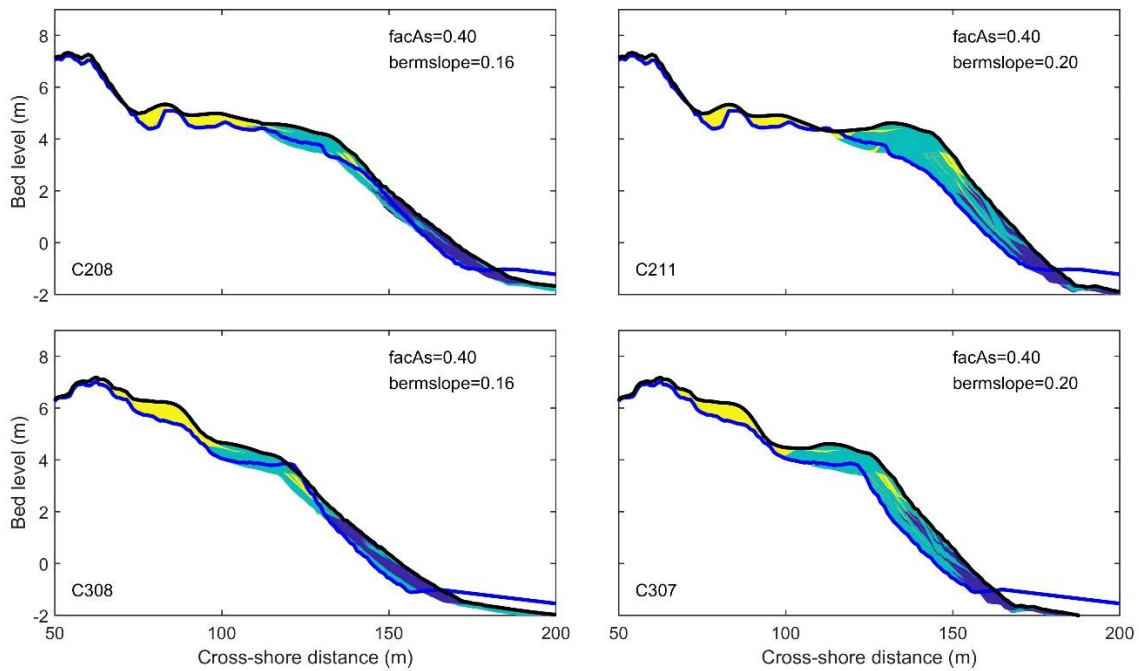 facAs=0.40
bermslope=0.16
8
6
4
2
0
-2
Bed level (m)
C208
facAs=0.40
bermslope=0.20
C211
facAs=0.40
bermslope=0.16
8
6
4
2
0
-2
Bed level (m)
C308
50
100
150
200
Cross-shore distance (m)
facAs=0.40
bermslope=0.20
C307
50
100
150
200
Cross-shore distance (m)